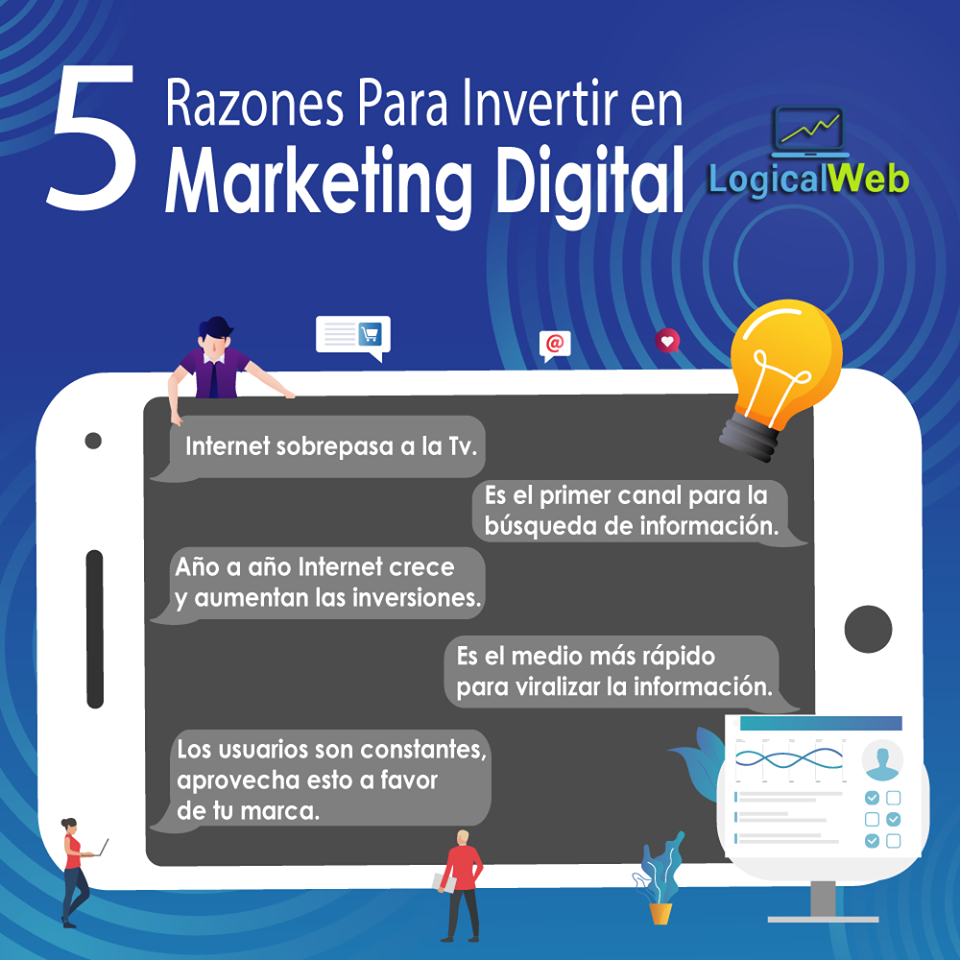 5
Razones Para Invertir en
Marketing Digital
LogicalWeb
@
Internet sobrepasa a la Tv.
Es el primer canal para la
búsqueda de información.
Año a año Internet crece
y aumentan las inversiones.
Es el medio más rápido
para viralizar la información.
Los usuarios son constantes,
aprovecha esto a favor
de tu marca.